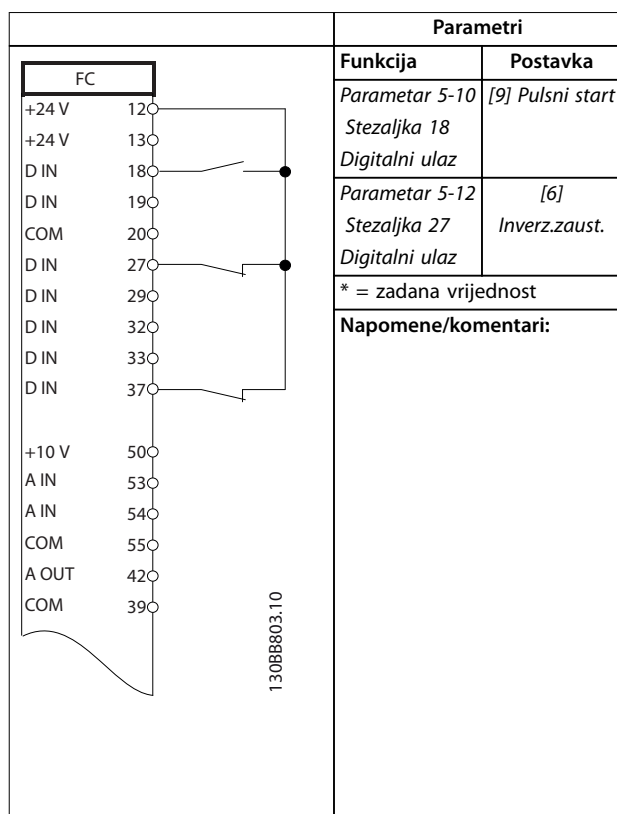 FC
+24 V 12
+24 V 13
D IN 18
D IN 19
COM 20
D IN 27
D IN 29
D IN 32
D IN 33
D IN 37
+10 V 50
A IN 53
A IN 54
COM 55
A OUT 42
COM 39
130BB803.10
Parametri
Funkcija Postavka
Parametar 5-10 [9] Pulsni start
Stezaljka 18
Digitalni ulaz
Parametar 5-12 [6]
Stezaljka 27 Inverz.zaust.
Digitalni ulaz
* = zadana vrijednost
Napomene/komentari: